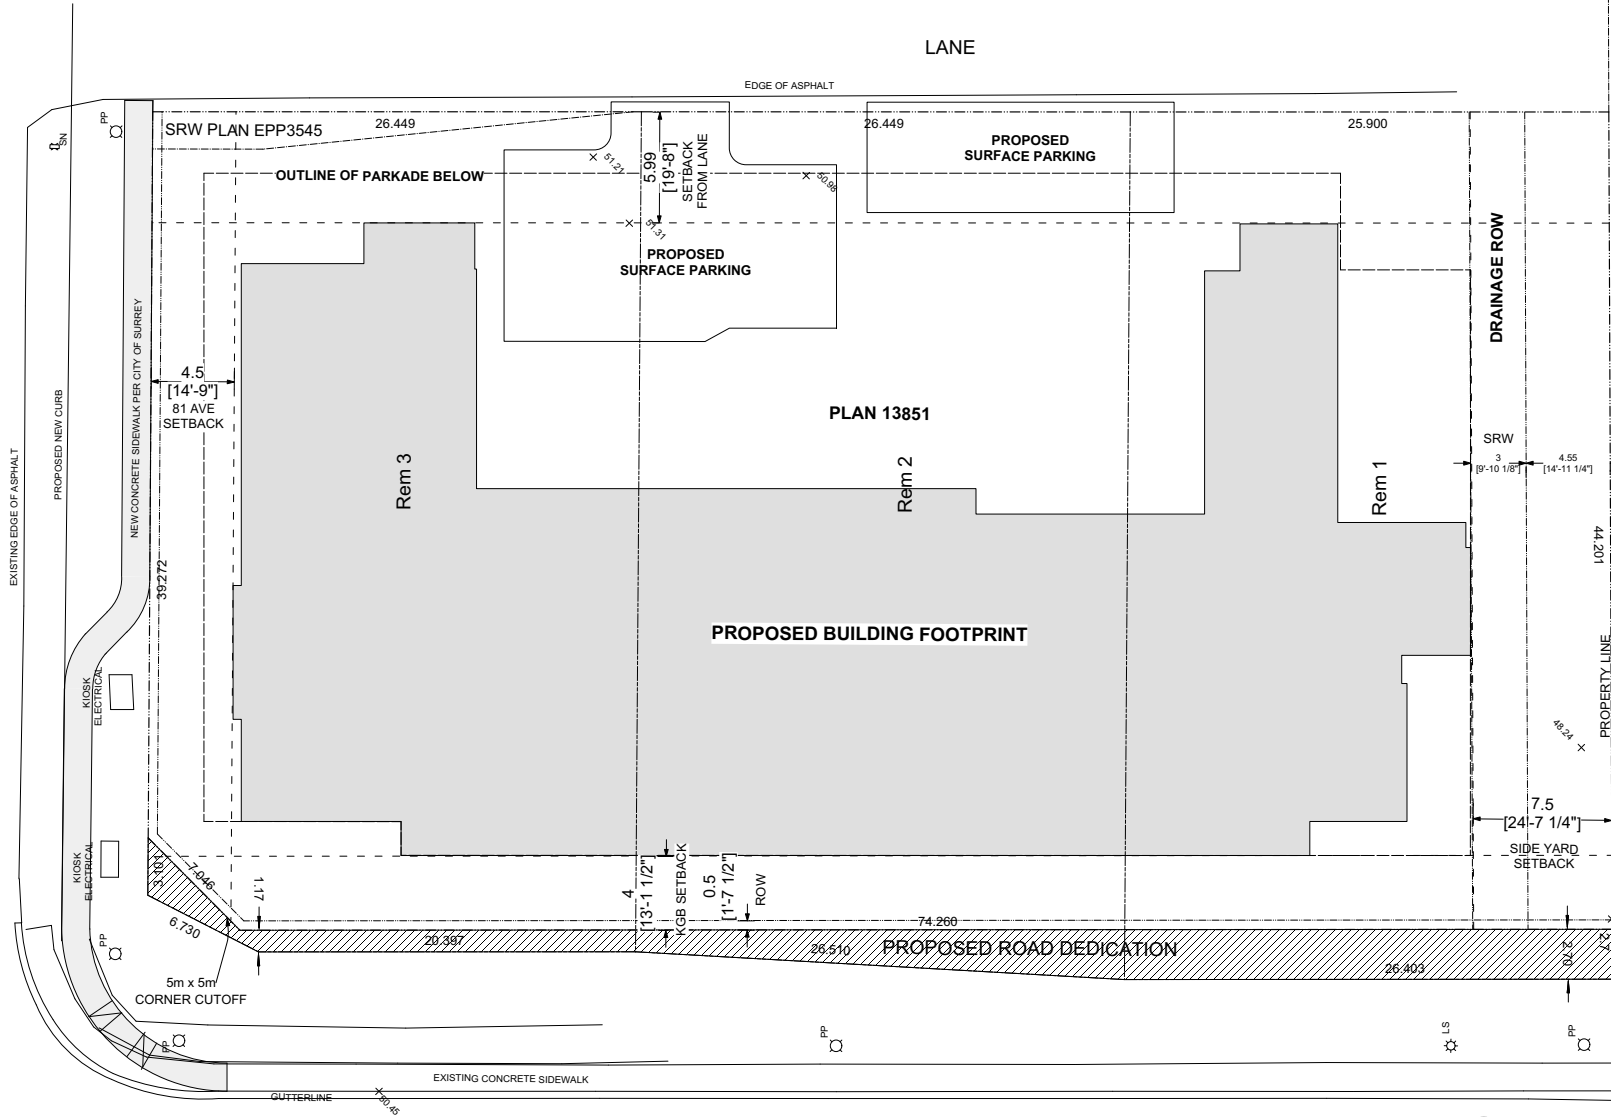 LANE
EDGE OF ASPHALT
PP
SN
SRW PLAN EPP3545
26.449
26.449
25.900
PROPOSED
SURFACE PARKING
OUTLINE OF PARKADE BELOW
51.21
5.99
[19'-8"]
SETBACK
FROM LANE
50.98
51.31
PROPOSED
SURFACE PARKING
DRAINAGE ROW
4.5
[14'-9"]
81 AVE
SETBACK
NEW CONCRETE SIDEWALK PER CITY OF SURREY
PROPOSED NEW CURB
EXISTING EDGE OF ASPHALT
PLAN 13851
Rem 3
Rem 2
Rem 1
SRW
3
[9'-10 1/8"]
4.55
[14'-11 1/4"]
44.201
39.272
PROPOSED BUILDING FOOTPRINT
KIOSK
ELECTRICAL
PROPERTY LINE
48.24
7.5
[24'-7 1/4"]
SIDE YARD
SETBACK
KIOSK
ELECTRICAL
3.101
7.046
1.17
6.730
4
[13'-1 1/2"]
KGB SETBACK
0.5
[1'-7 1/2"]
ROW
74.260
20.397
26.510
PROPOSED ROAD DEDICATION
26.403
2.70
2.7
PP
5m x 5m
CORNER CUTOFF
PP
PP
LS
PP
EXISTING CONCRETE SIDEWALK
GUTTERLINE